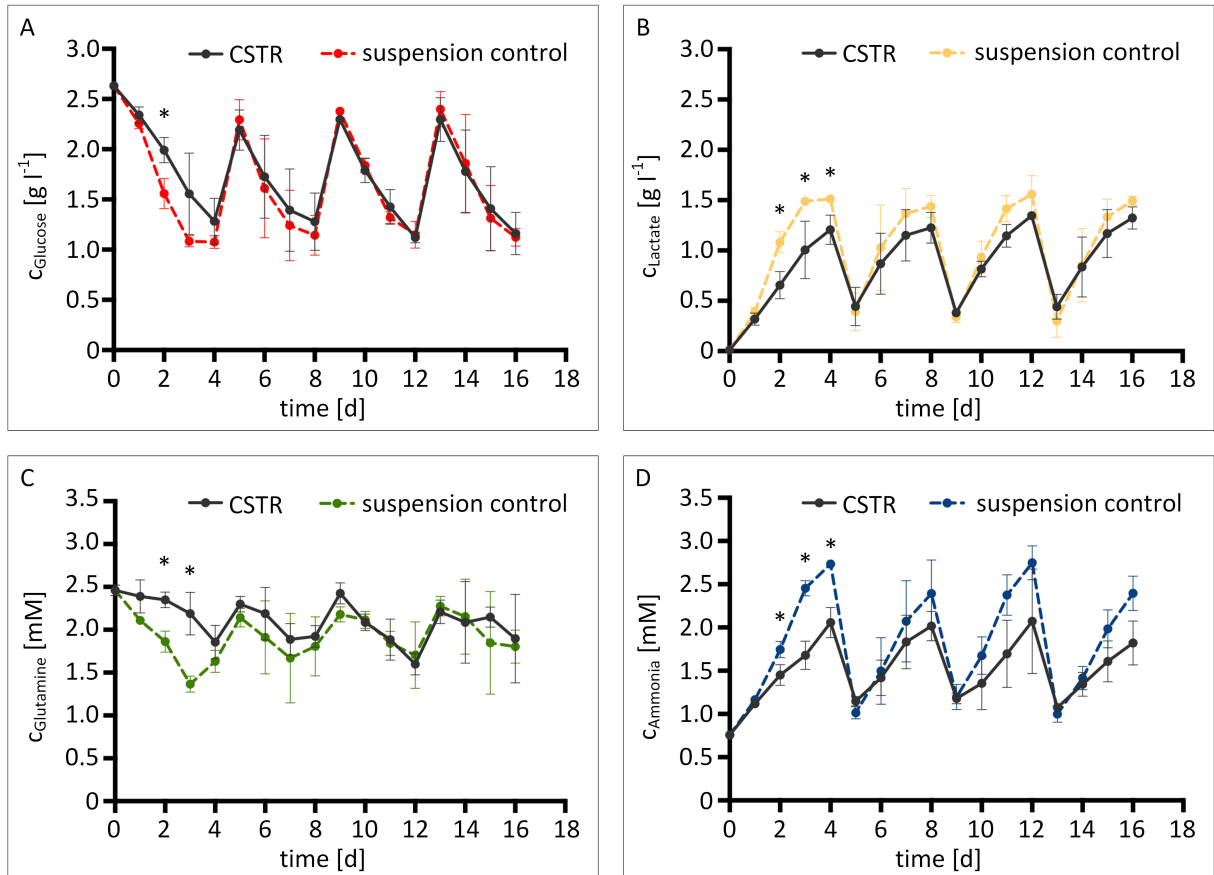 A
CSTR
suspension control
c_Glucose [g l⁻¹]
3.0
2.5
2.0
1.5
1.0
0.5
0
*
0 2 4 6 8 10 12 14 16 18
time [d]
B
CSTR
suspension control
c_Lactate [g l⁻¹]
3.0
2.5
2.0
1.5
1.0
0.5
0
* * *
0 2 4 6 8 10 12 14 16 18
time [d]
C
CSTR
suspension control
c_Glutamine [mM]
3.5
3.0
2.5
2.0
1.5
1.0
0.5
0
* *
0 2 4 6 8 10 12 14 16 18
time [d]
D
CSTR
suspension control
c_Ammonia [mM]
3.5
3.0
2.5
2.0
1.5
1.0
0.5
0
* * *
0 2 4 6 8 10 12 14 16 18
time [d]